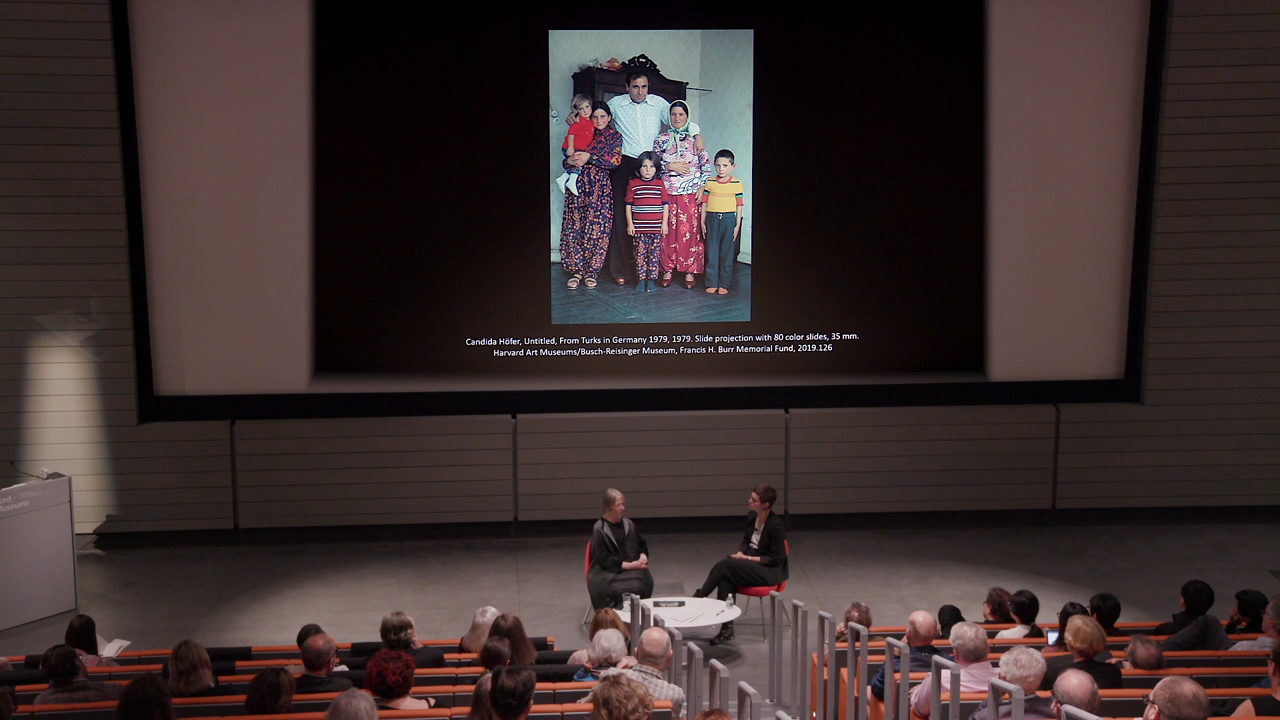 Candida Höfer, Untitled, From Turks in Germany 1979, 1979. Slide projection with 80 color slides, 35 mm.
Harvard Art Museums/Busch-Reisinger Museum, Francis H. Burr Memorial Fund, 2019.126
Museums